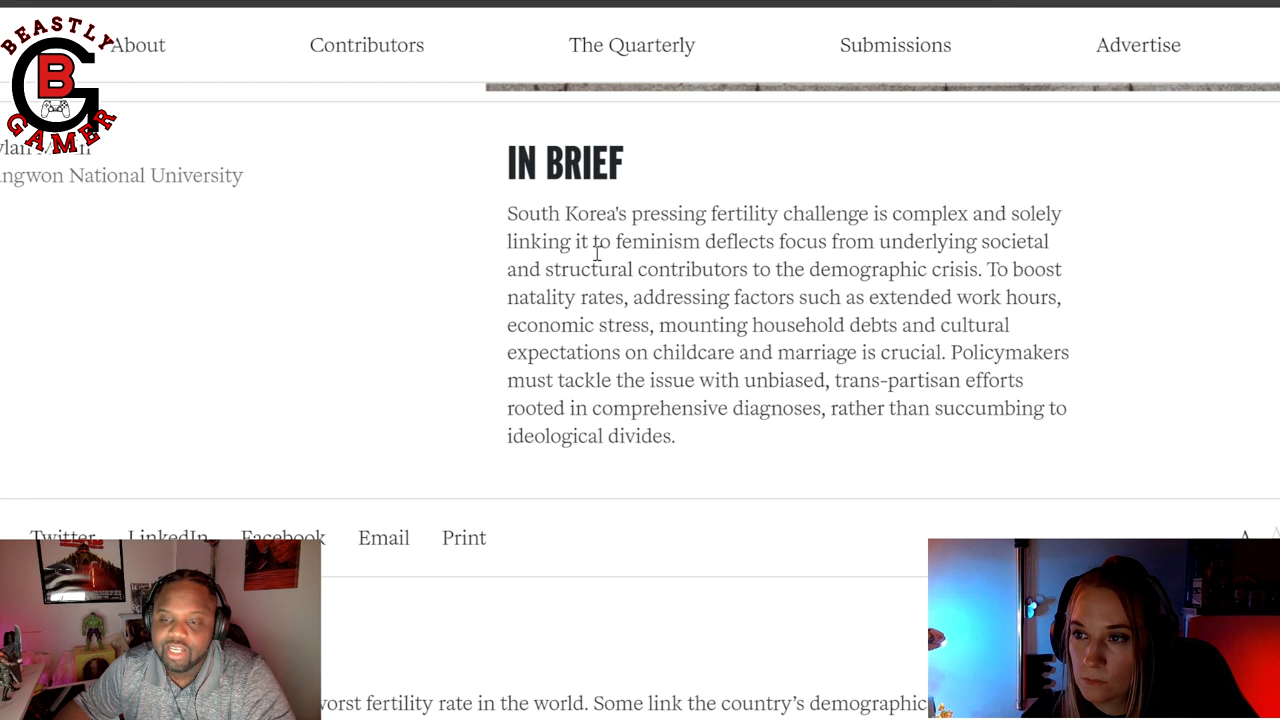 BEASTLY
B
GAMER
About
Contributors
The Quarterly
Submissions
Advertise
National University
IN BRIEF
South Korea's pressing fertility challenge is complex and solely
linking it to feminism deflects focus from underlying societal
and structural contributors to the demographic crisis. To boost
natality rates, addressing factors such as extended work hours,
economic stress, mounting household debts and cultural
expectations on childcare and marriage is crucial. Policymakers
must tackle the issue with unbiased, trans-partisan efforts
rooted in comprehensive diagnoses, rather than succumbing to
ideological divides.
Twitter
LinkedIn
Facebook
Email
Print
A
worst fertility rate in the world. Some link the country's demographic